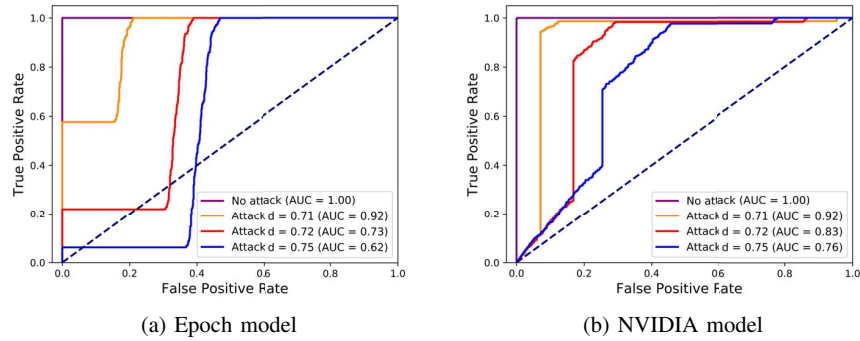 1.0
0.8
0.6
0.4
0.2
0.0
True Positive Rate
0.0 0.2 0.4 0.6 0.8 1.0
False Positive Rate
No attack (AUC = 1.00)
Attack d = 0.71 (AUC = 0.92)
Attack d = 0.72 (AUC = 0.73)
Attack d = 0.75 (AUC = 0.62)
(a) Epoch model
1.0
0.8
0.6
0.4
0.2
0.0
True Positive Rate
0.0 0.2 0.4 0.6 0.8 1.0
False Positive Rate
No attack (AUC = 1.00)
Attack d = 0.71 (AUC = 0.92)
Attack d = 0.72 (AUC = 0.83)
Attack d = 0.75 (AUC = 0.76)
(b) NVIDIA model